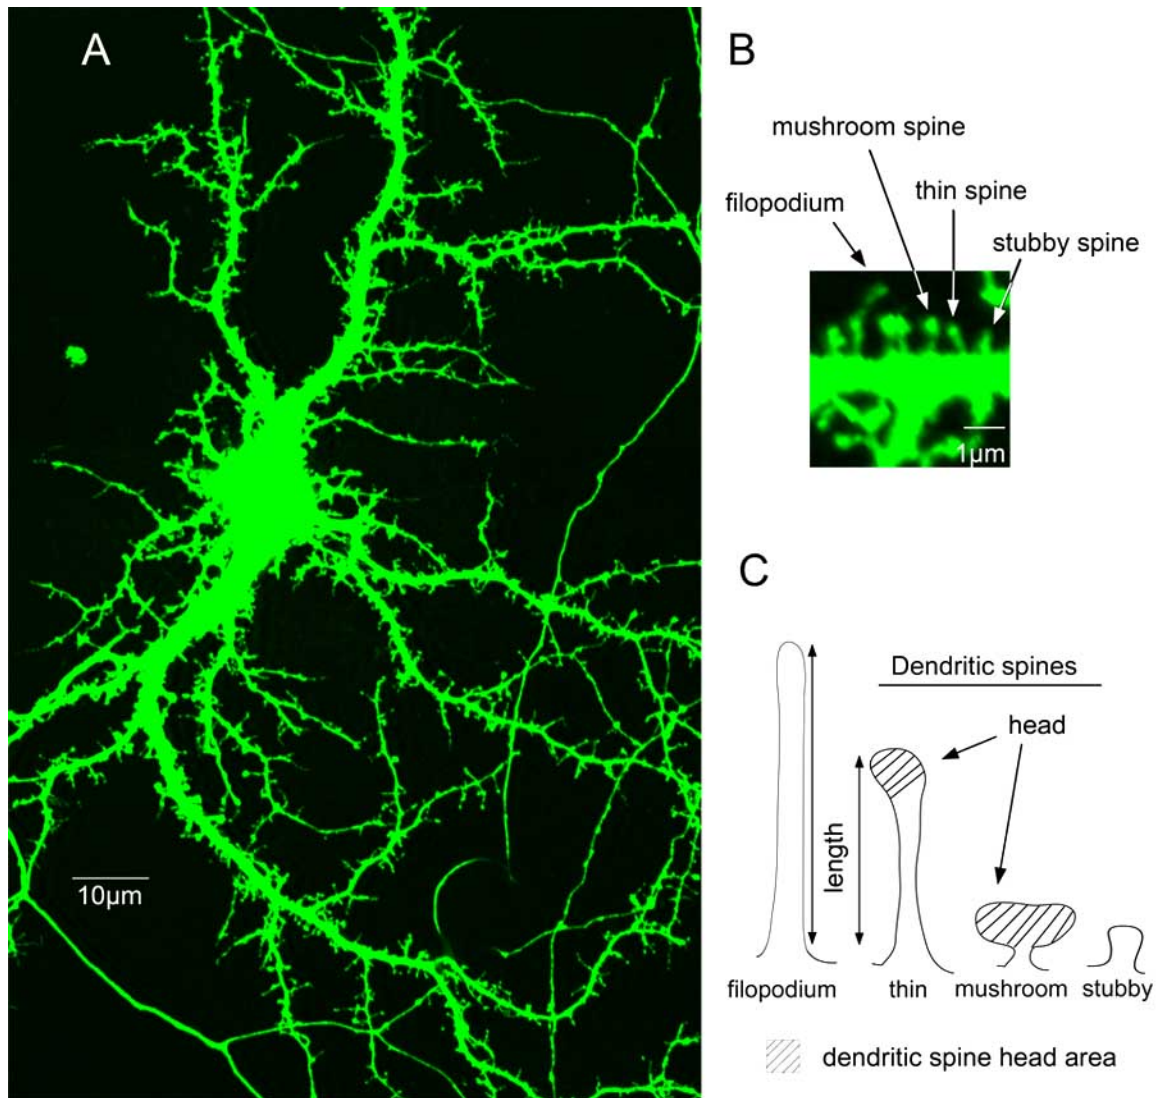 A
10µm
B
mushroom spine
thin spine
filopodium
stubby spine
1µm
C
Dendritic spines
head
length
filopodium
thin
mushroom
stubby
dendritic spine head area